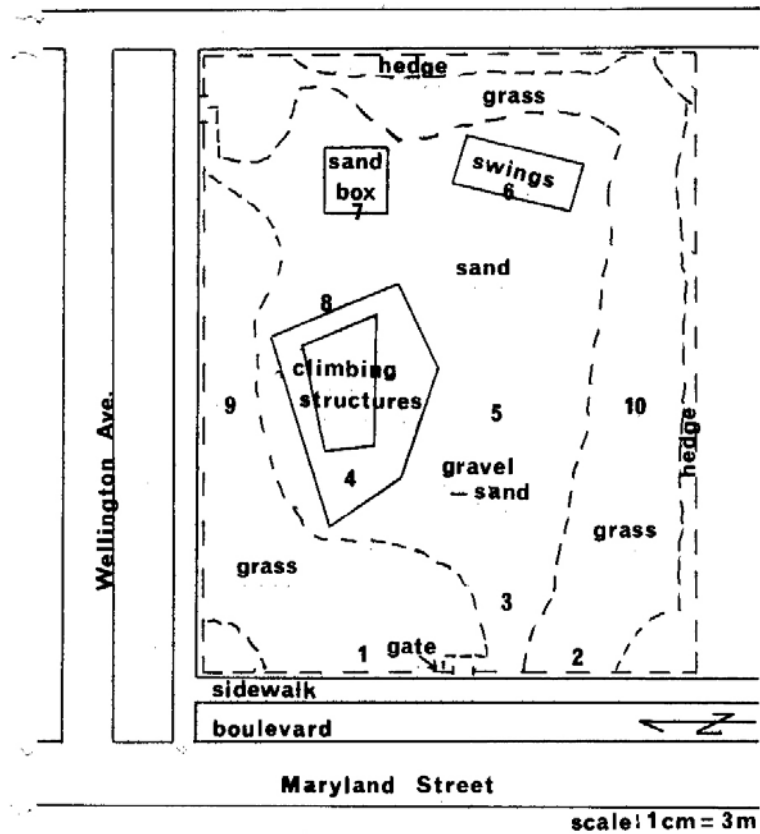 hedge
grass
sand
box
7
swings
6
sand
8
climbing
structures
9
5
10
4
gravel
– sand
hedge
Wellington Ave.
grass
grass
3
1
gate
2
sidewalk
boulevard
N
Maryland Street
scale: 1cm = 3m